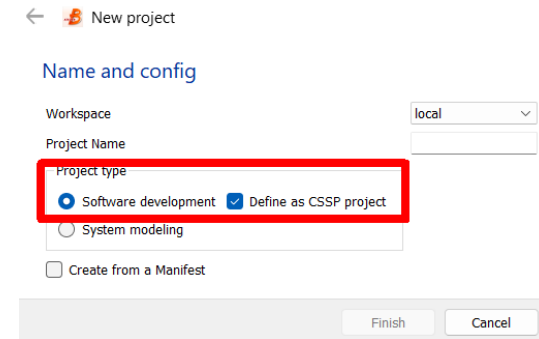 New project
Name and config
Workspace
local
Project Name
Project type
Software development
Define as CSSP project
System modeling
Create from a Manifest
Finish
Cancel